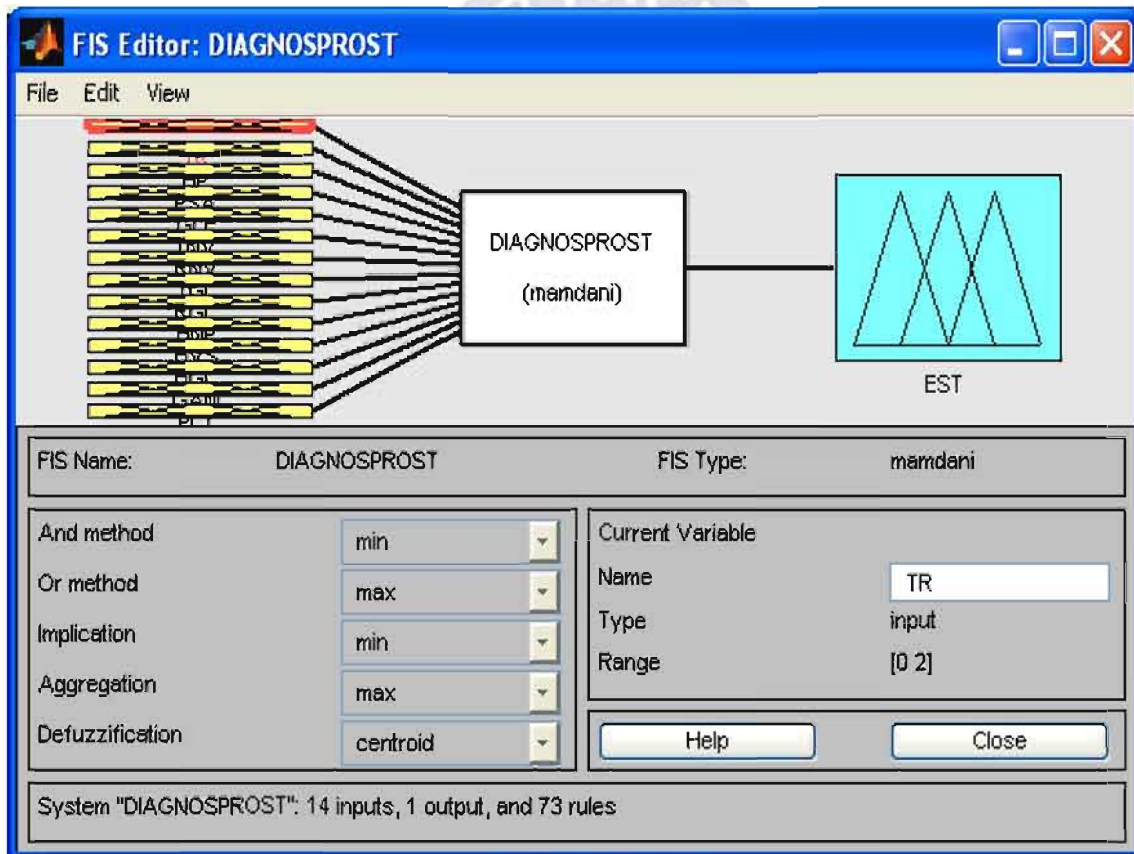 FIS Editor: DIAGNOSPROST
File Edit View
DIAGNOSPROST
(mamdani)
EST
FIS Name: DIAGNOSPROST FIS Type: mamdani
And method min
Or method max
Implication min
Aggregation max
Defuzzification centroid
Current Variable
Name TR
Type input
Range [0 2]
Help Close
System "DIAGNOSPROST": 14 inputs, 1 output, and 73 rules